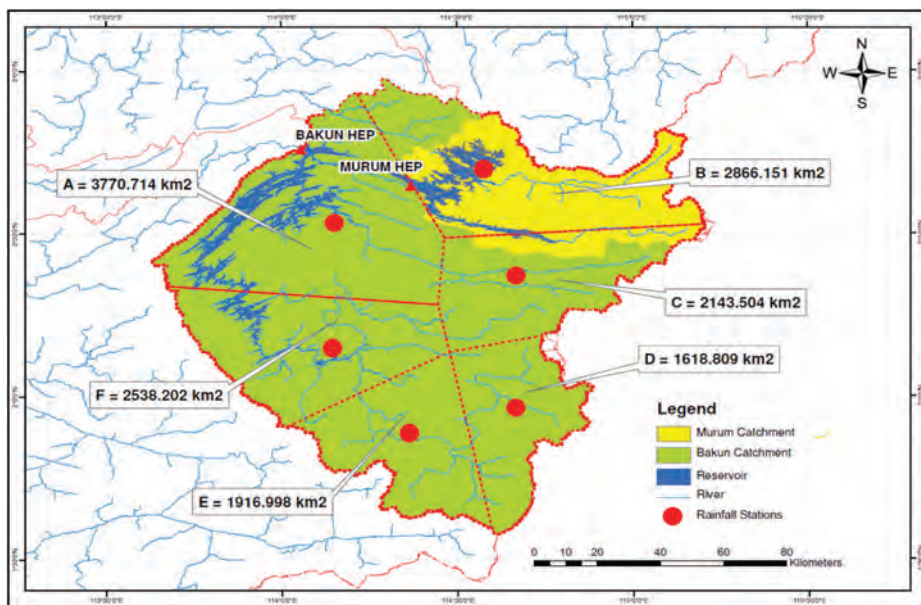 N
W E
S
BAKUN HEP
MURUM HEP
A = 3770.714 km2
B = 2866.151 km2
C = 2143.504 km2
D = 1618.809 km2
F = 2538.202 km2
E = 1916.998 km2
Legend
Murum Catchment
Bakun Catchment
Reservoir
River
Rainfall Stations
0 5 10 20 40 60 80
Kilometers